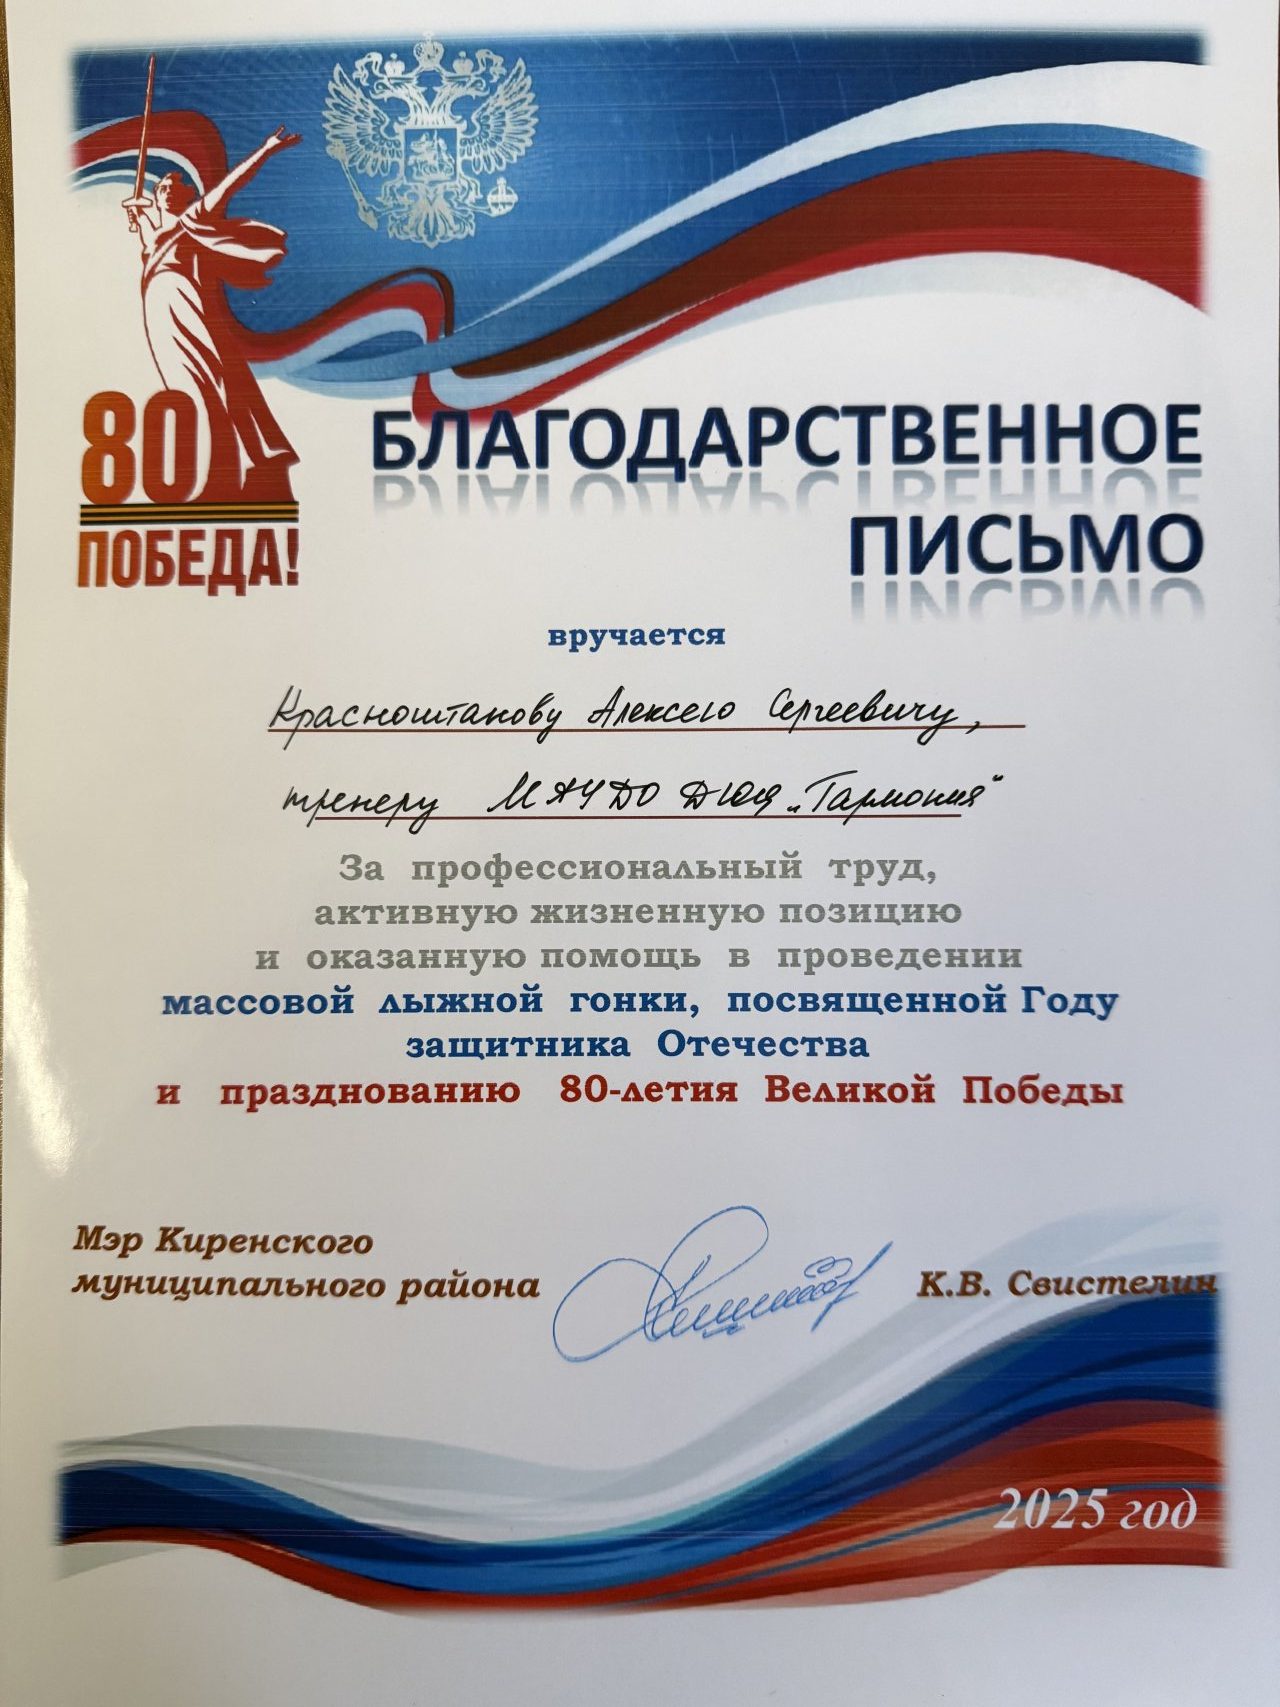 80
ПОБЕДА!
БЛАГОДАРСТВЕННОЕ
ПИСЬМО
вручается
Красноштанову Алексею Сергеевичу,
тренеру МАУ ДО ДЮЦ „Гармония"
За профессиональный труд,
активную жизненную позицию
и оказанную помощь в проведении
массовой лыжной гонки, посвященной Году
защитника Отечества
и празднованию 80-летия Великой Победы
Мэр Киренского
муниципального района
К.В. Свистелин
2025 год